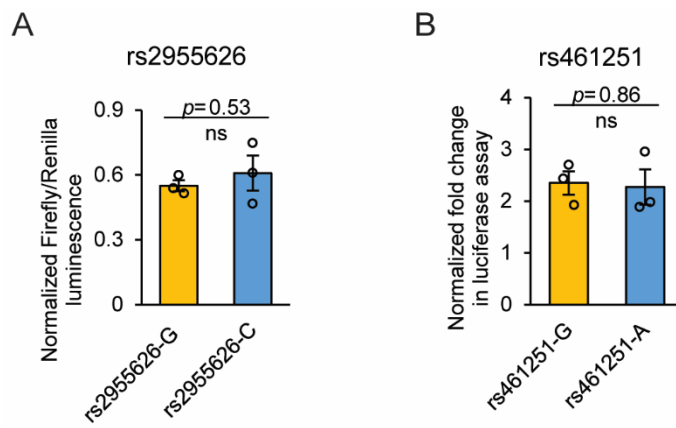 A
rs2955626
Normalized Firefly/Renilla
luminescence
0.9
0.6
0.3
0
p= 0.53
ns
rs2955626-G
rs2955626-C
B
rs461251
Normalized fold change
in luciferase assay
4
3
2
1
0
p= 0.86
ns
rs461251-G
rs461251-A